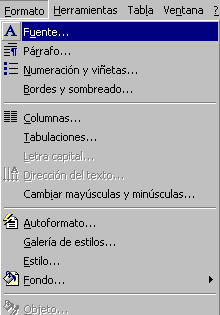 Formato Herramientas Tabla Ventana ?
Fuente...
Párrafo...
Numeración y viñetas...
Bordes y sombreado...
Columnas...
Tabulaciones...
Letra capital...
Dirección del texto...
Cambiar mayúsculas y minúsculas...
Autoformato...
Galería de estilos...
Estilo...
Fondo...
Objeto...